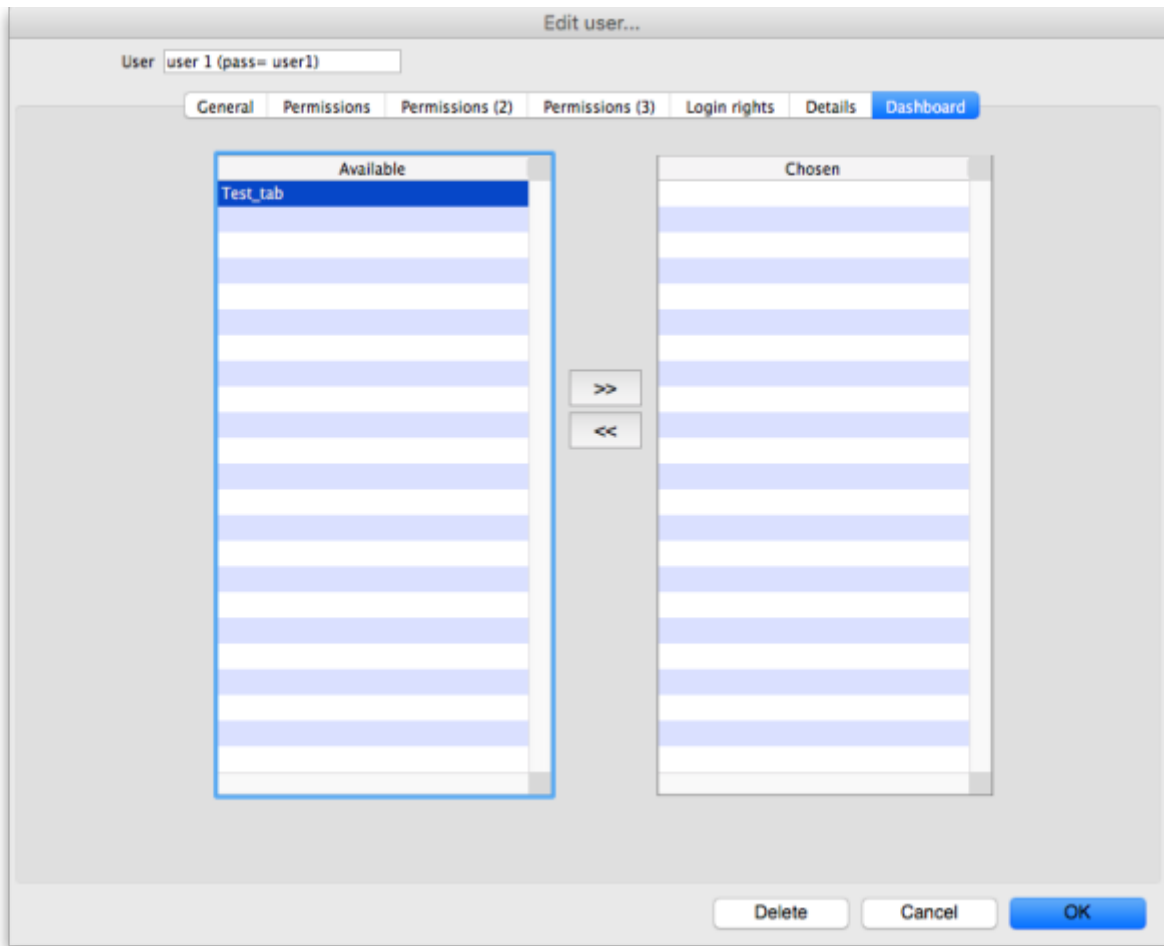 Edit user...
User user 1 (pass= user1)
General Permissions Permissions (2) Permissions (3) Login rights Details Dashboard
Available Chosen
Test_tab
>>
<<
Delete Cancel OK